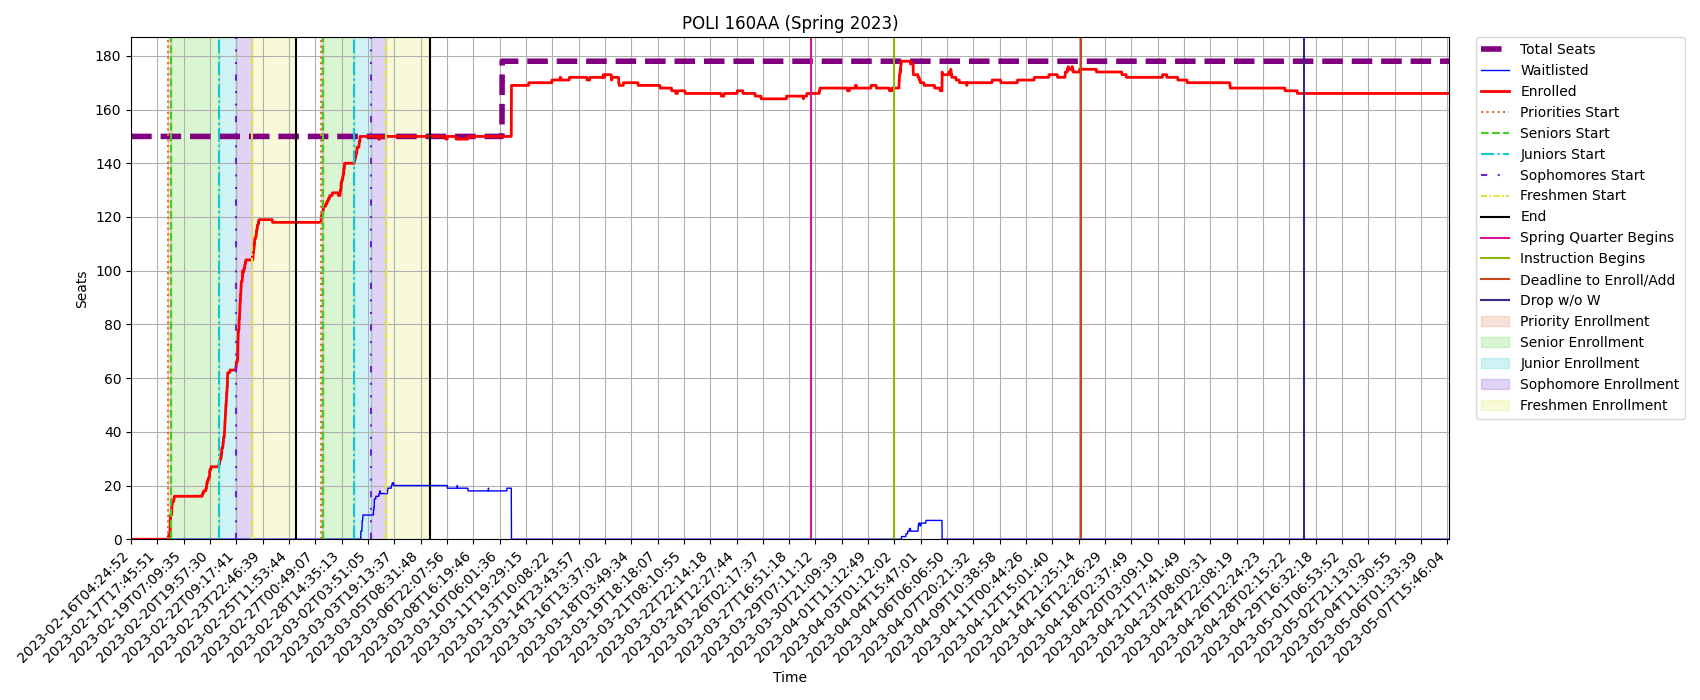 POLI 160AA (Spring 2023)
Seats
180
160
140
120
100
80
60
40
20
0
2023-02-16T04:24:52
2023-02-17T17:45:51
2023-02-19T07:09:35
2023-02-20T19:57:30
2023-02-22T09:17:41
2023-02-23T22:46:39
2023-02-25T11:53:44
2023-02-27T00:49:07
2023-02-28T14:35:13
2023-03-02T03:51:05
2023-03-03T19:13:37
2023-03-05T08:31:48
2023-03-06T22:07:56
2023-03-08T16:19:46
2023-03-10T06:01:36
2023-03-11T19:29:15
2023-03-13T10:08:22
2023-03-14T23:43:57
2023-03-16T13:37:02
2023-03-18T03:49:34
2023-03-19T18:18:07
2023-03-21T08:10:55
2023-03-22T22:14:18
2023-03-24T12:27:44
2023-03-26T02:17:37
2023-03-27T16:51:18
2023-03-29T07:11:12
2023-03-30T21:09:39
2023-04-01T11:12:49
2023-04-03T01:12:02
2023-04-04T15:47:01
2023-04-06T06:06:50
2023-04-07T20:21:32
2023-04-09T10:38:58
2023-04-11T00:44:26
2023-04-12T15:01:40
2023-04-14T21:25:14
2023-04-16T12:26:29
2023-04-18T02:37:49
2023-04-20T03:09:10
2023-04-21T17:41:49
2023-04-23T08:00:31
2023-04-24T22:08:19
2023-04-26T12:24:23
2023-04-28T02:15:22
2023-04-29T16:32:18
2023-05-01T06:53:52
2023-05-02T21:13:02
2023-05-04T11:30:55
2023-05-06T01:33:39
2023-05-07T15:46:04
Time
Total Seats
Waitlisted
Enrolled
Priorities Start
Seniors Start
Juniors Start
Sophomores Start
Freshmen Start
End
Spring Quarter Begins
Instruction Begins
Deadline to Enroll/Add
Drop w/o W
Priority Enrollment
Senior Enrollment
Junior Enrollment
Sophomore Enrollment
Freshmen Enrollment